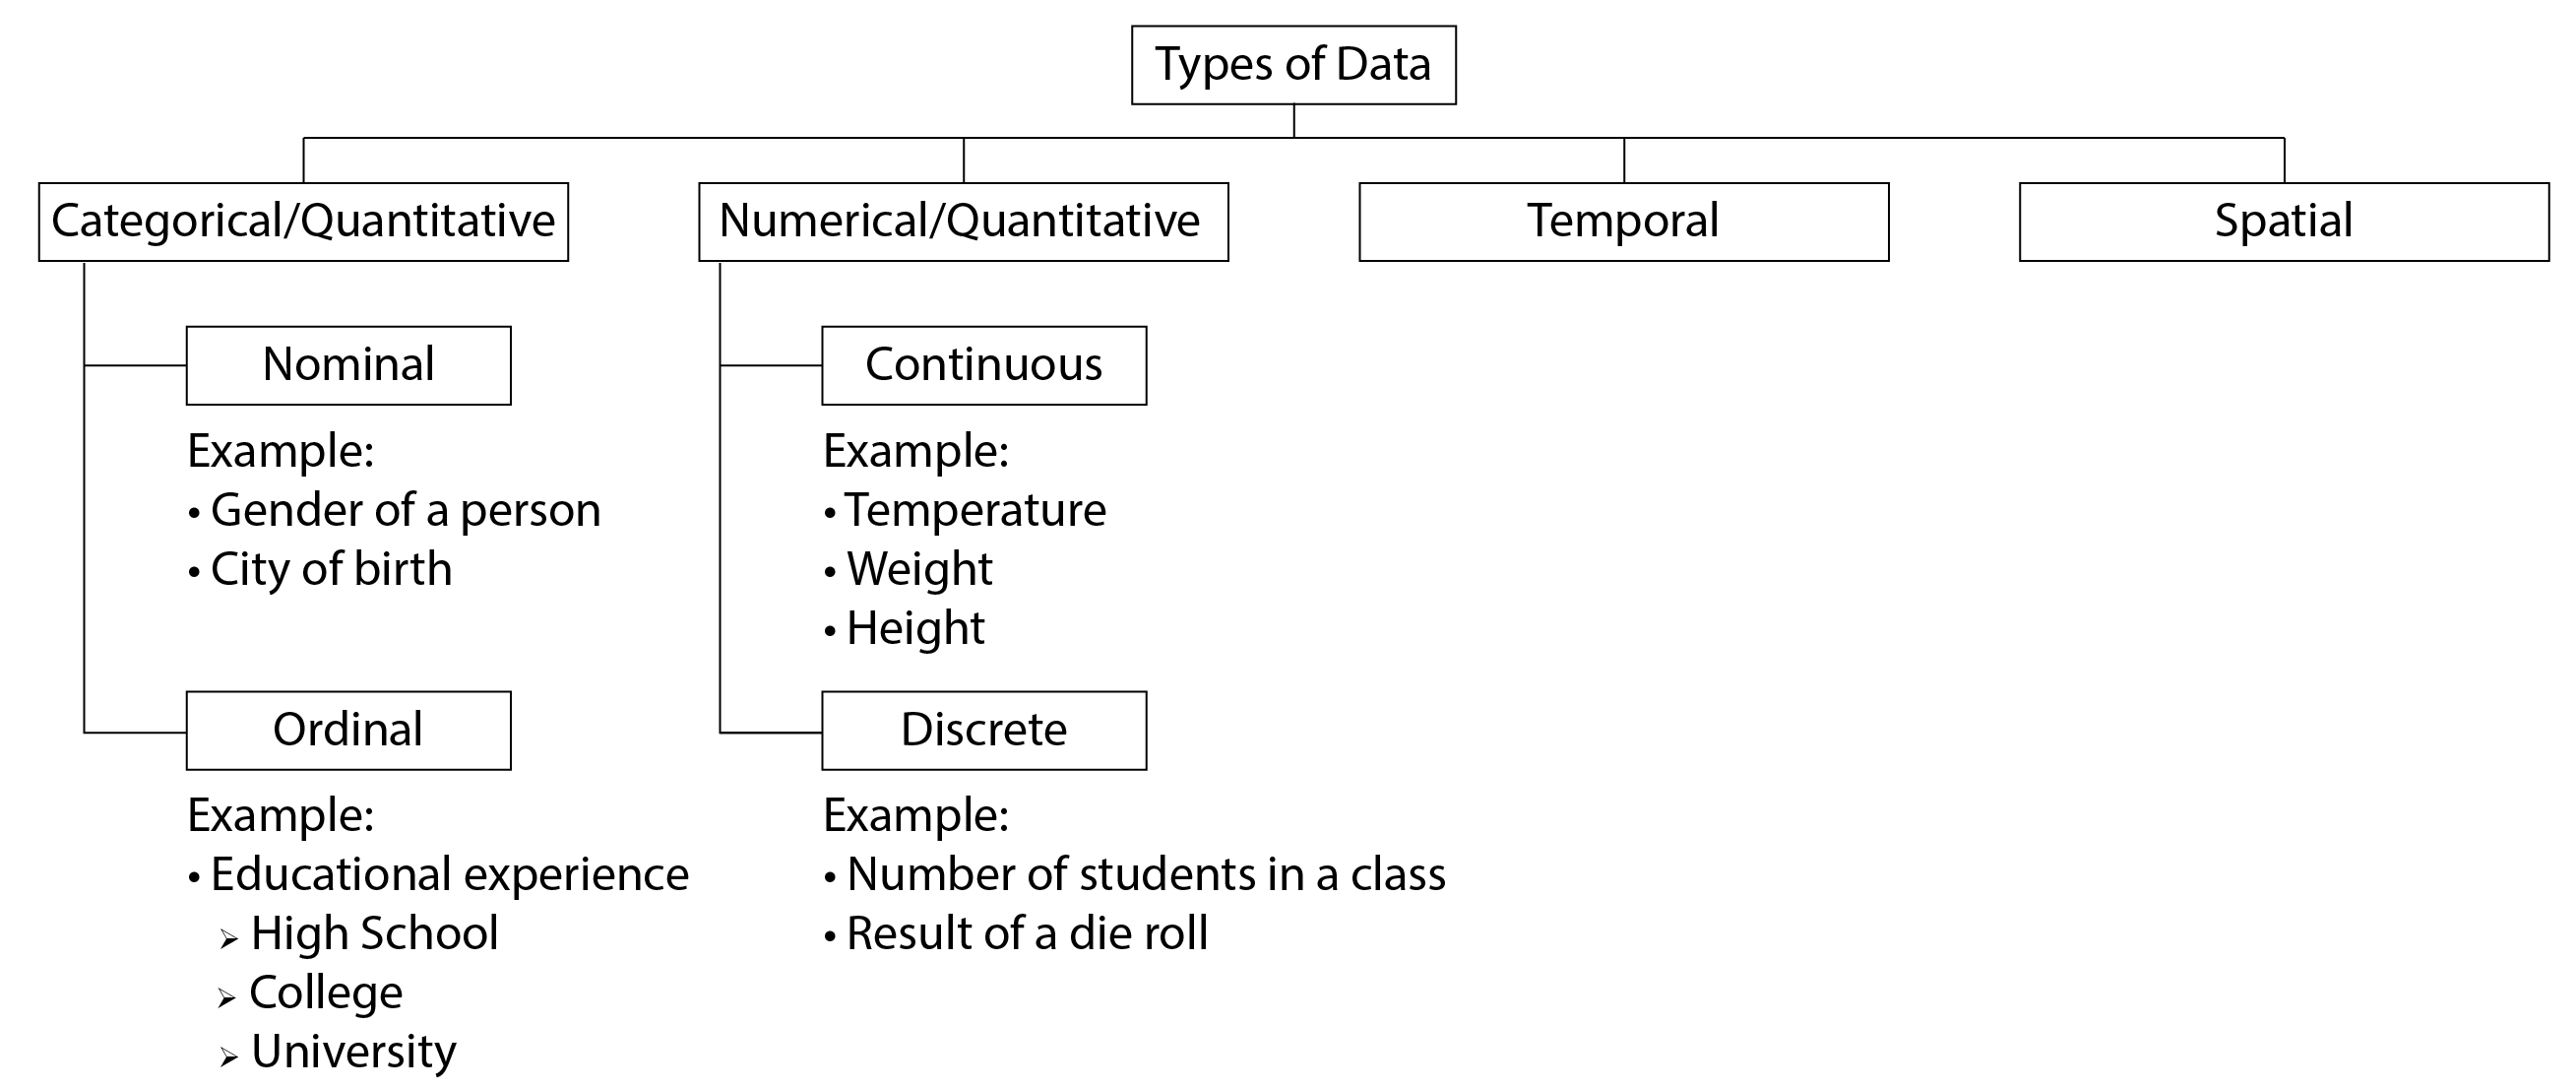 Types of Data
Categorical/Quantitative
Numerical/Quantitative
Temporal
Spatial
Nominal
Example:
• Gender of a person
• City of birth
Ordinal
Example:
• Educational experience
➢ High School
➢ College
➢ University
Continuous
Example:
• Temperature
• Weight
• Height
Discrete
Example:
• Number of students in a class
• Result of a die roll